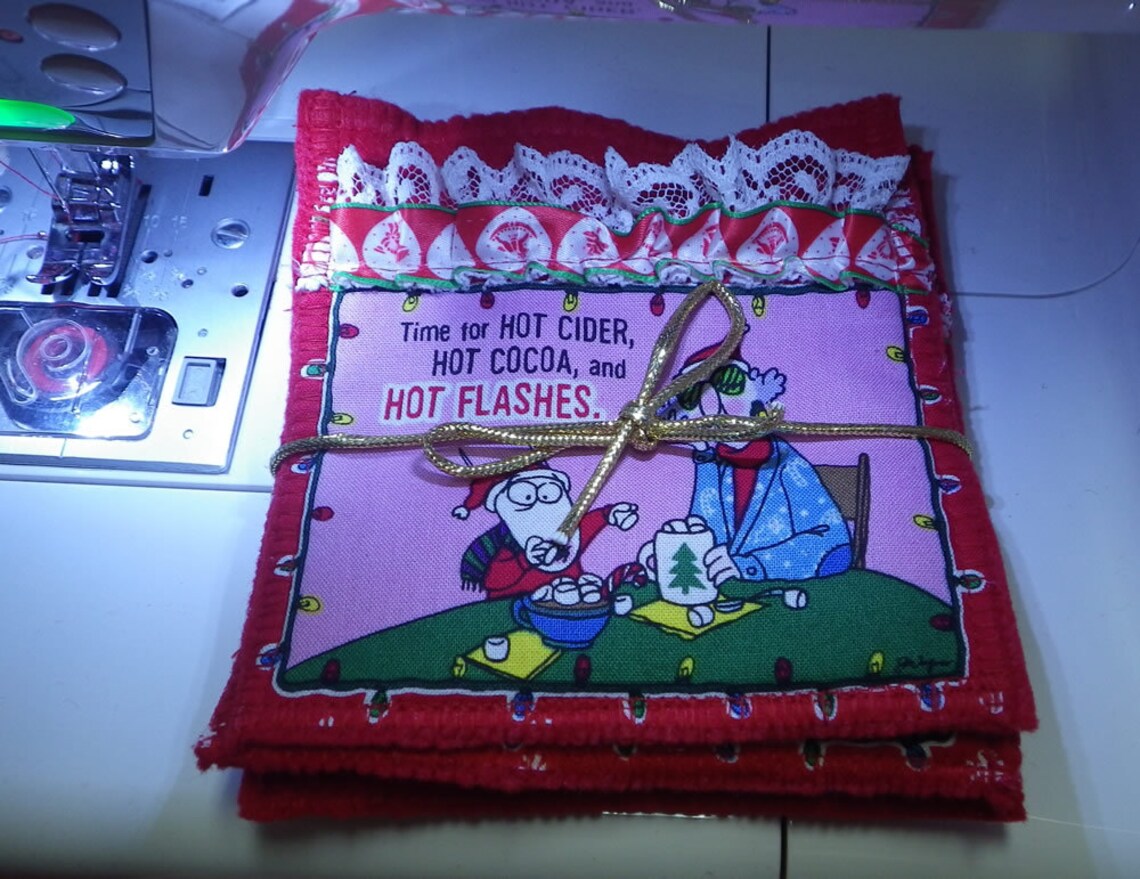 Time for HOT CIDER,
HOT COCOA, and
HOT FLASHES.